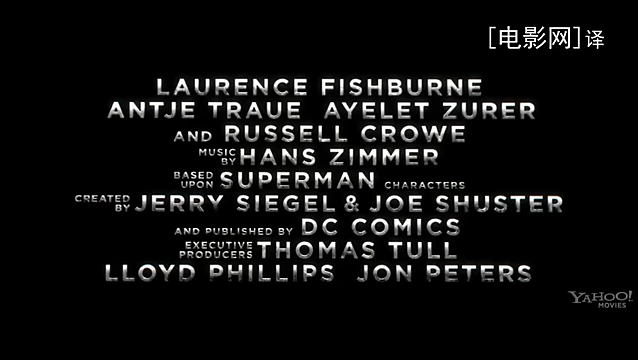 [电影网]译
LAURENCE FISHBURNE
ANTJE TRAUE AYELET ZURER
AND RUSSELL CROWE
MUSIC BY HANS ZIMMER
BASED UPON SUPERMAN CHARACTERS
CREATED BY JERRY SIEGEL & JOE SHUSTER
AND PUBLISHED BY DC COMICS
EXECUTIVE PRODUCERS THOMAS TULL
LLOYD PHILLIPS JON PETERS
YAHOO!
MOVIES